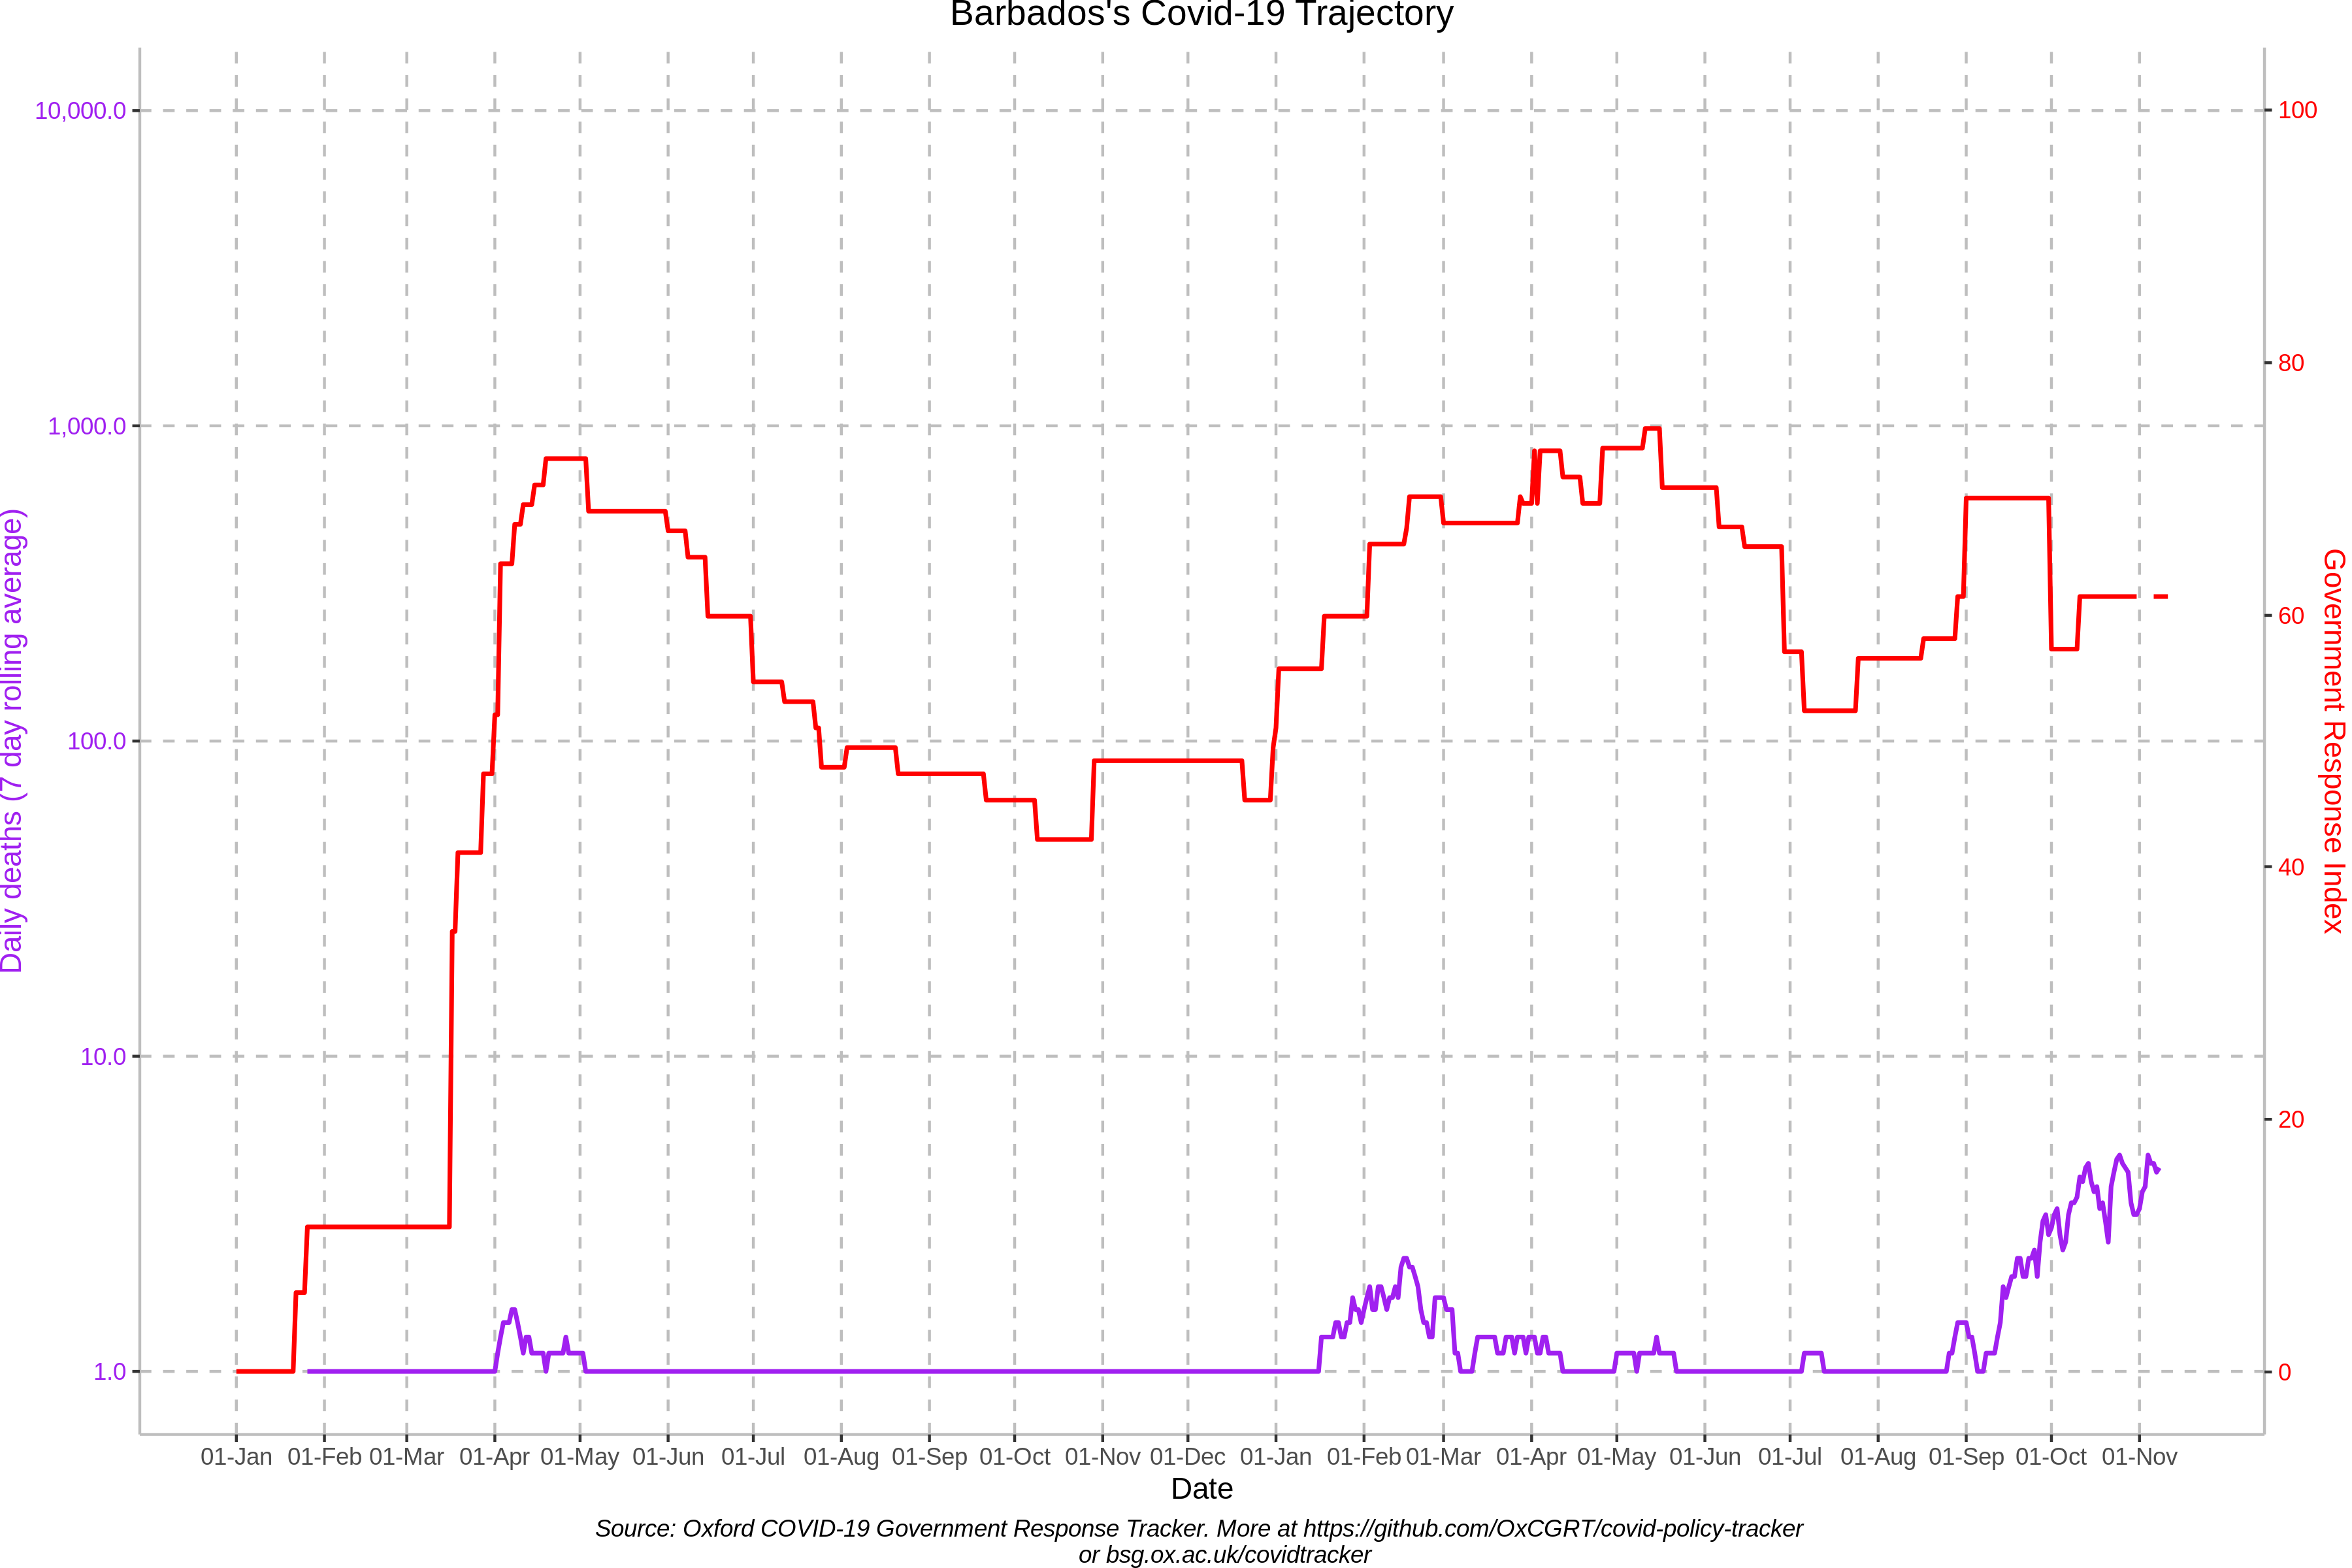 Barbados's Covid-19 Trajectory
Daily deaths (7 day rolling average)
10,000.0
1,000.0
100.0
10.0
1.0
100
80
60
40
20
0
Government Response Index
01-Jan 01-Feb 01-Mar 01-Apr 01-May 01-Jun 01-Jul 01-Aug 01-Sep 01-Oct 01-Nov 01-Dec 01-Jan 01-Feb 01-Mar 01-Apr 01-May 01-Jun 01-Jul 01-Aug 01-Sep 01-Oct 01-Nov
Date
Source: Oxford COVID-19 Government Response Tracker. More at https://github.com/OxCGRT/covid-policy-tracker
or bsg.ox.ac.uk/covidtracker